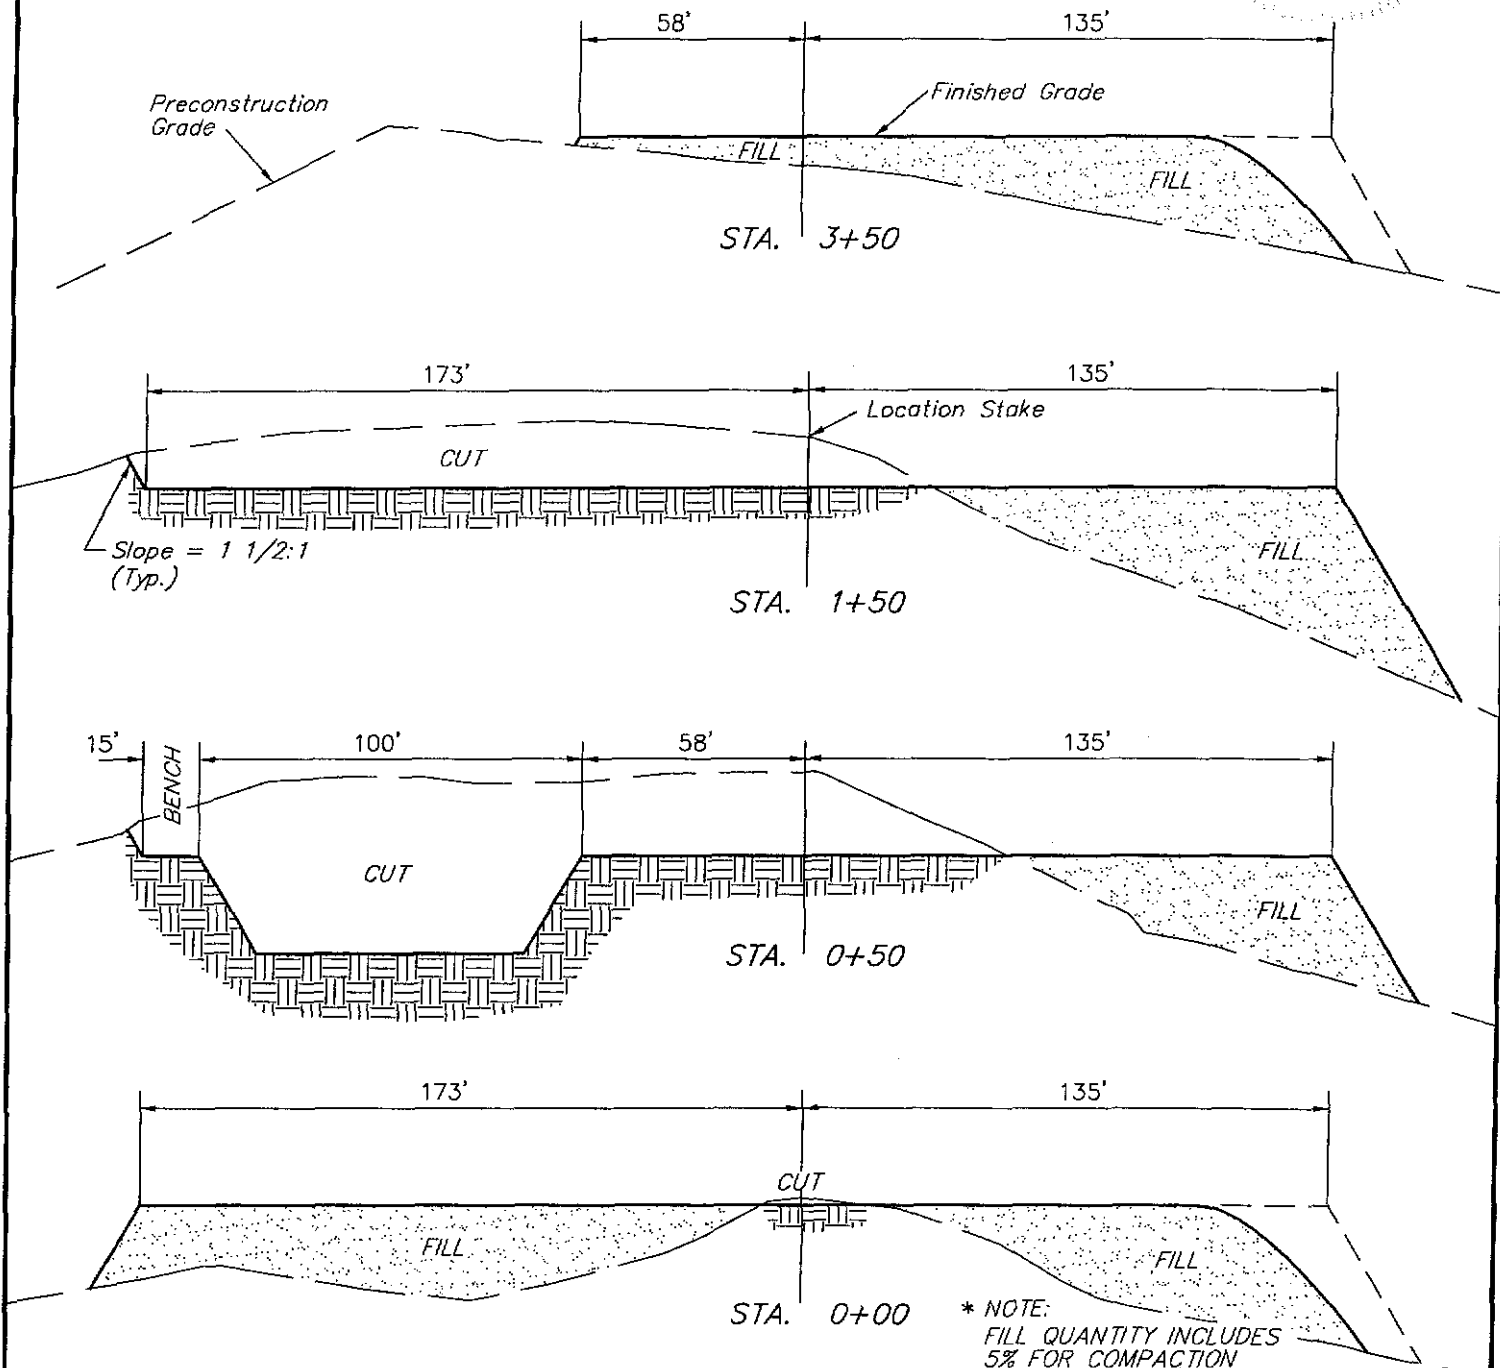 58' 135'
Preconstruction
Grade
Finished Grade
FILL
FILL
STA. 3+50
173' 135'
Location Stake
CUT
Slope = 1 1/2:1
(Typ.)
FILL
STA. 1+50
15' BENCH 100' 58' 135'
CUT
FILL
STA. 0+50
173' 135'
CUT
FILL
FILL
STA. 0+00
* NOTE:
FILL QUANTITY INCLUDES
5% FOR COMPACTION